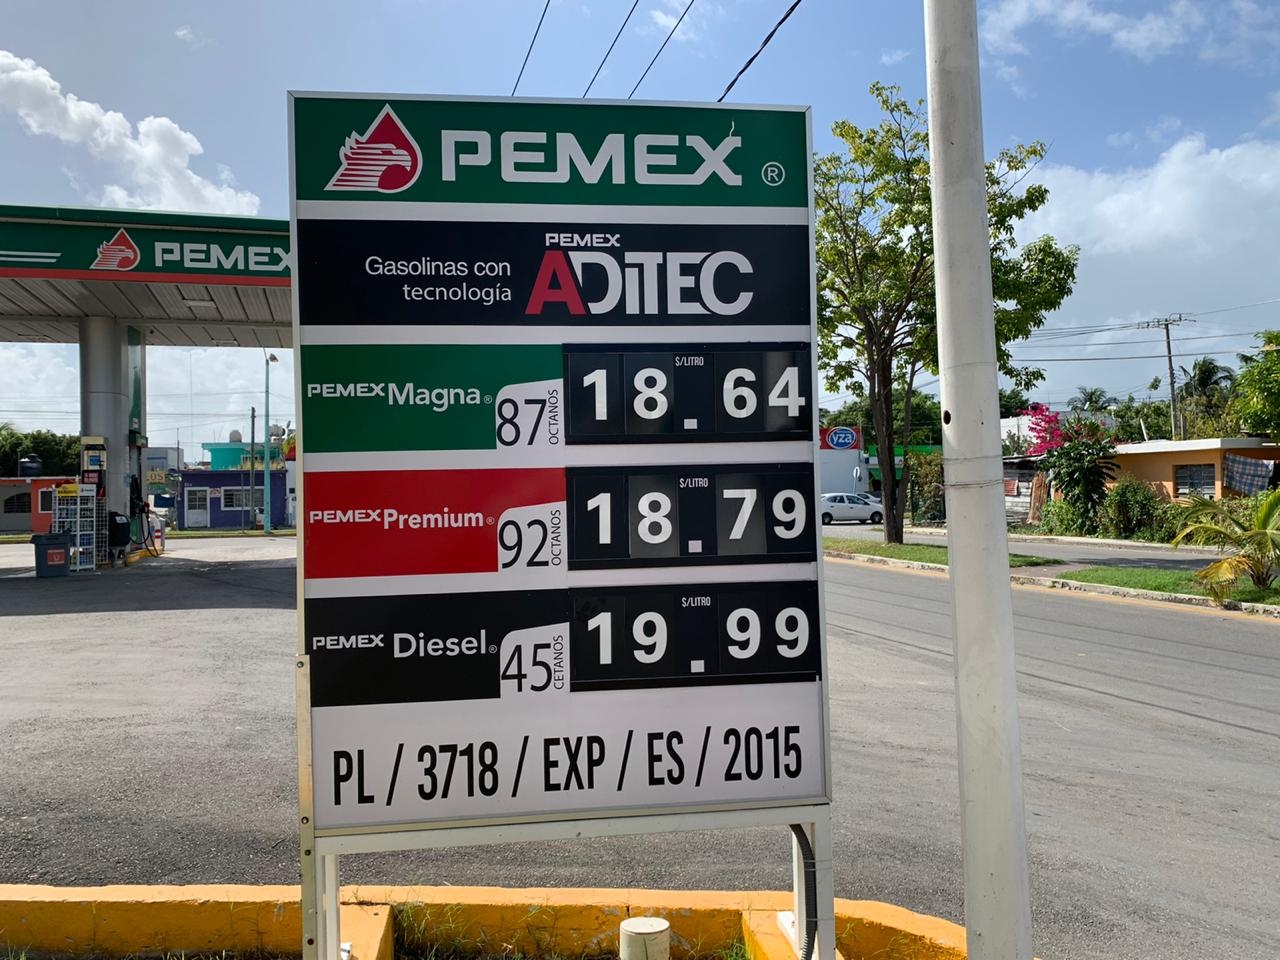 PEMEX ®
PEMEX
PEMEX
Gasolinas con
tecnología
ADITEC
PEMEX Magna® 87 OCTANOS $/LITRO 18.64
PEMEX Premium® 92 OCTANOS $/LITRO 18.79
PEMEX Diesel® 45 CETANOS $/LITRO 19.99
PL / 3718 / EXP / ES / 2015
yza